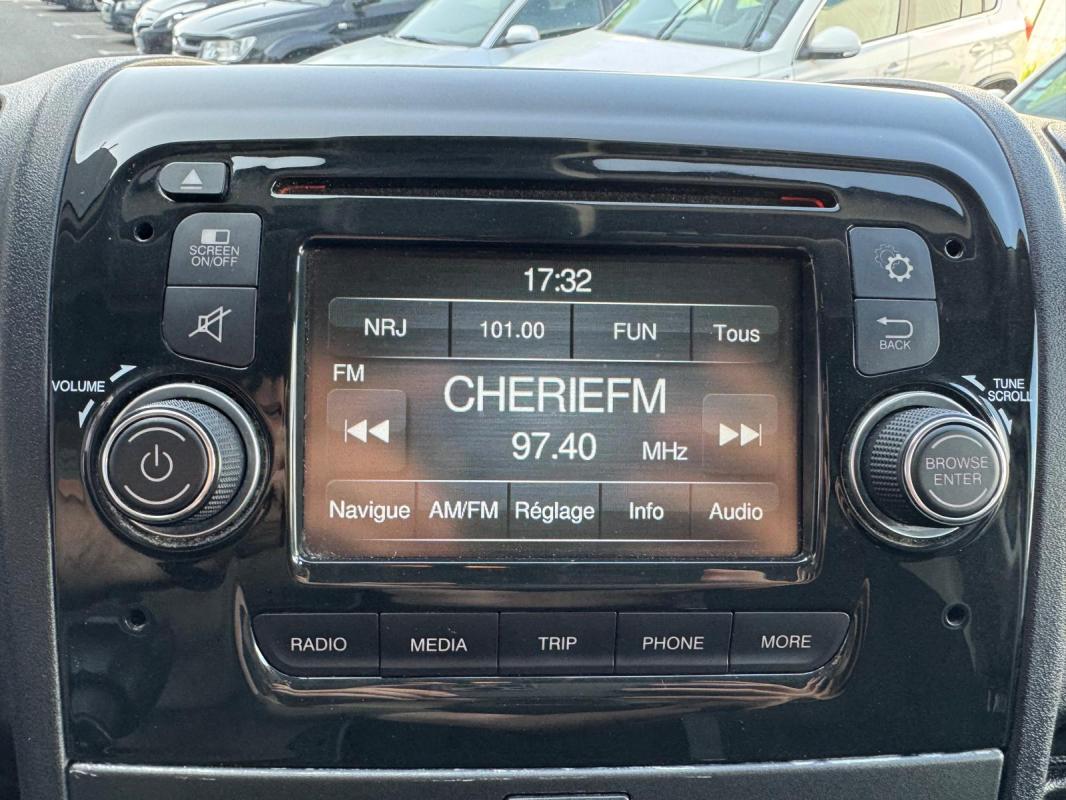 SCREEN
ON/OFF
VOLUME
17:32
NRJ 101.00 FUN Tous
FM
CHERIEFM
97.40 MHz
Navigue AM/FM Réglage Info Audio
BACK
TUNE
SCROLL
BROWSE
ENTER
RADIO MEDIA TRIP PHONE MORE